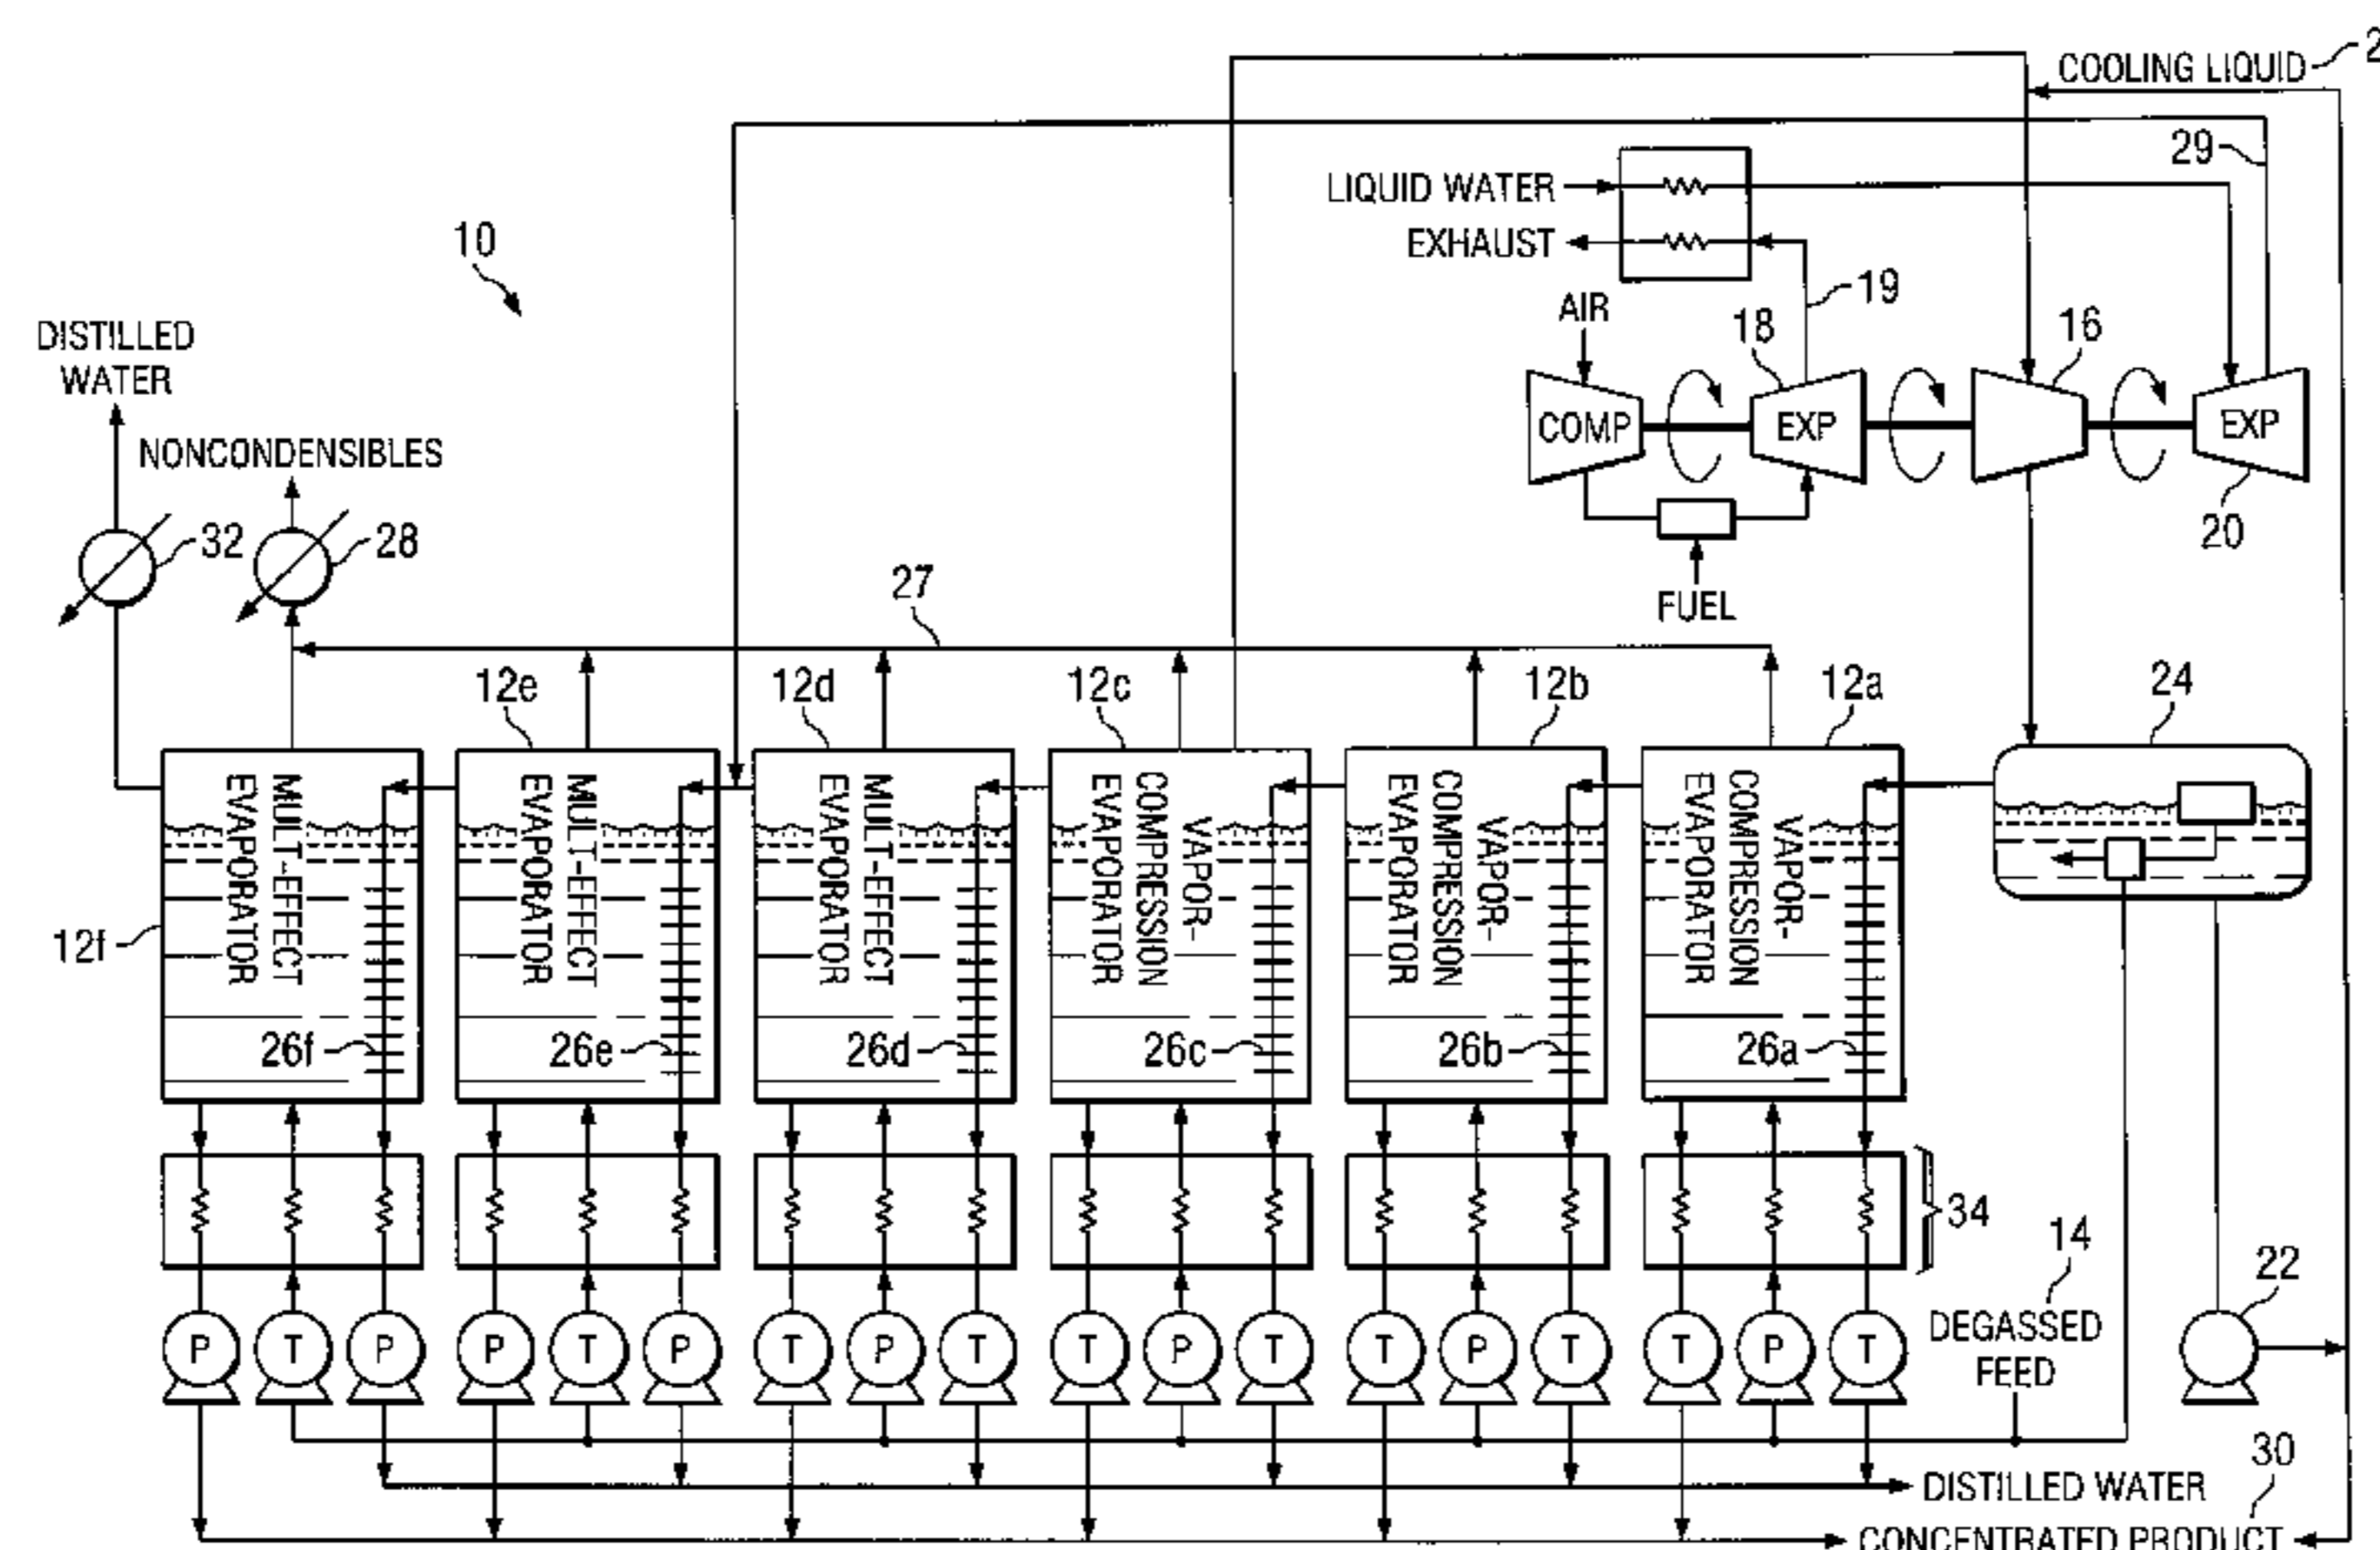 COOLING LIQUID
2
29
LIQUID WATER
EXHAUST
10
19
AIR
18
16
DISTILLED
WATER
COMP
EXP
EXP
NONCONDENSIBLES
20
32
28
27
FUEL
12e
12d
12c
12b
12a
24
MULT-EFFECT
EVAPORATOR
MULT-EFFECT
EVAPORATOR
MULT-EFFECT
EVAPORATOR
VAPOR-
COMPRESSION
EVAPORATOR
VAPOR-
COMPRESSION
EVAPORATOR
VAPOR-
COMPRESSION
EVAPORATOR
12f
26f
26e
26d
26c
26b
26a
34
14
22
DEGASSED
FEED
P T P P T P T P T T P T T P T T P T
30
DISTILLED WATER
CONCENTRATED PRODUCT